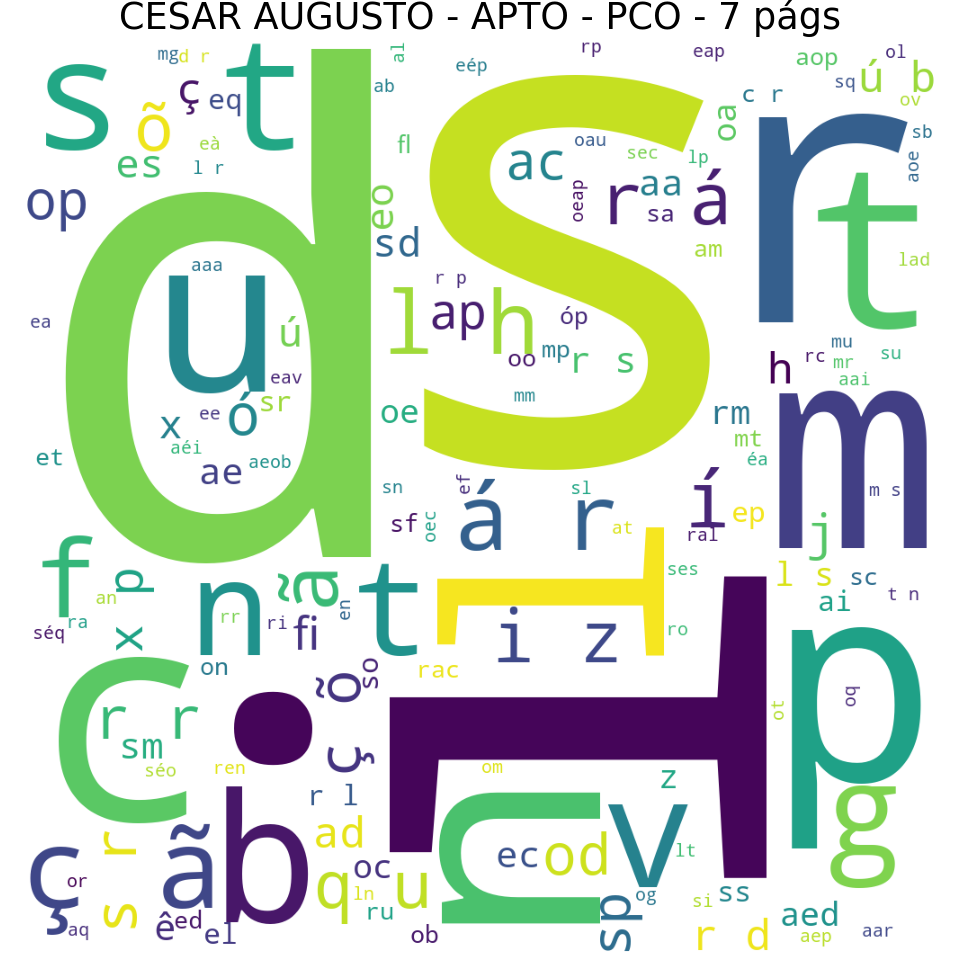 CESAR AUGUSTO - APTO - PCO - 7 págs
mg d r al rp eap ol
s t eép aop
ç eq ab sq ú b
õ c r ov
eà fl oau oa sb
es l r ac sec lp r aoe
op d eo oeap r aa sa á t
sd s am lad
aaa r p
ea u ú l ap h óp mu
eav oo mp r s h rc mr su
x ee ó sr mm aai
aéi oe rm m
et ae aeob mt éa
sn ef sl í m s
sf oec á r at ral ep j
f p ã t ses l s sc
an x n rr en ai t n
séq ra ri fi i z ro
on so rac p
c r r • õ ot oq
sm ç
séo ren om z g
r l
b ad u v
ç s r ã oc ec od lt
or q ln u ss
aq ê ed ru og si aed
el ob sp r d aep aar